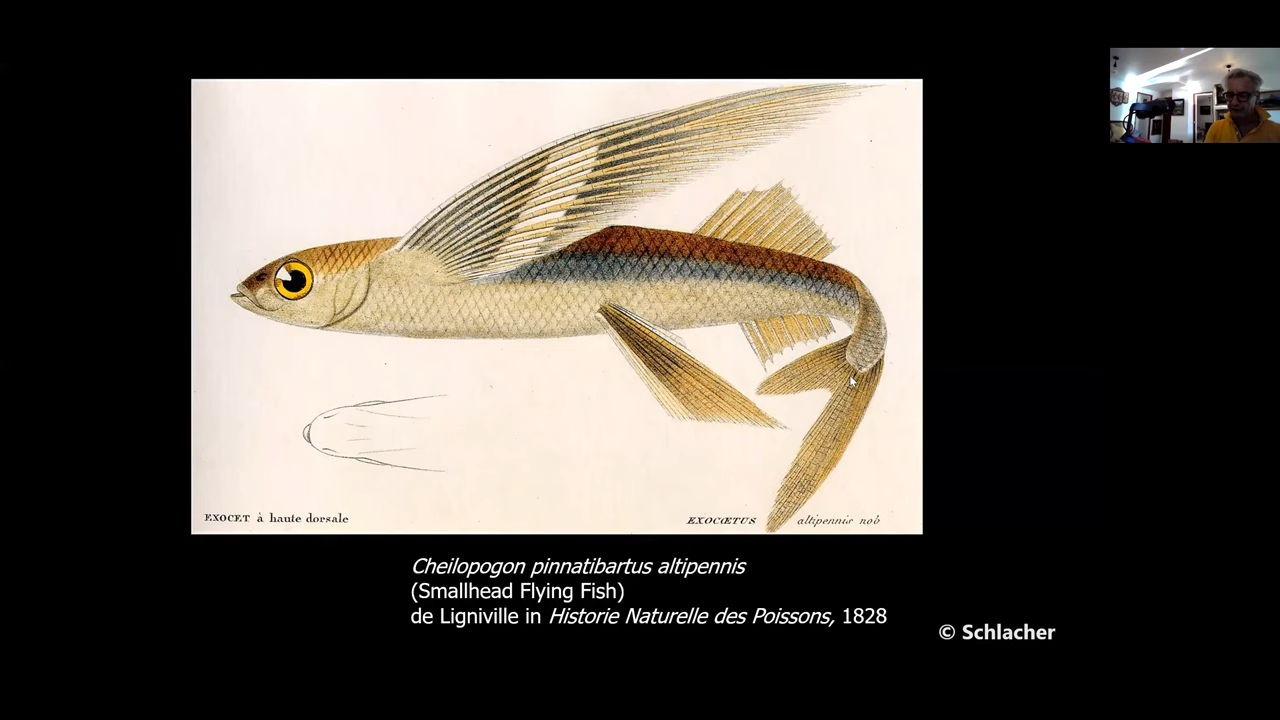 EXOCET à haute dorsale
EXOCŒTUS altipennis nob
Cheilopogon pinnatibartus altipennis
(Smallhead Flying Fish)
de Ligniville in Historie Naturelle des Poissons, 1828
© Schlacher